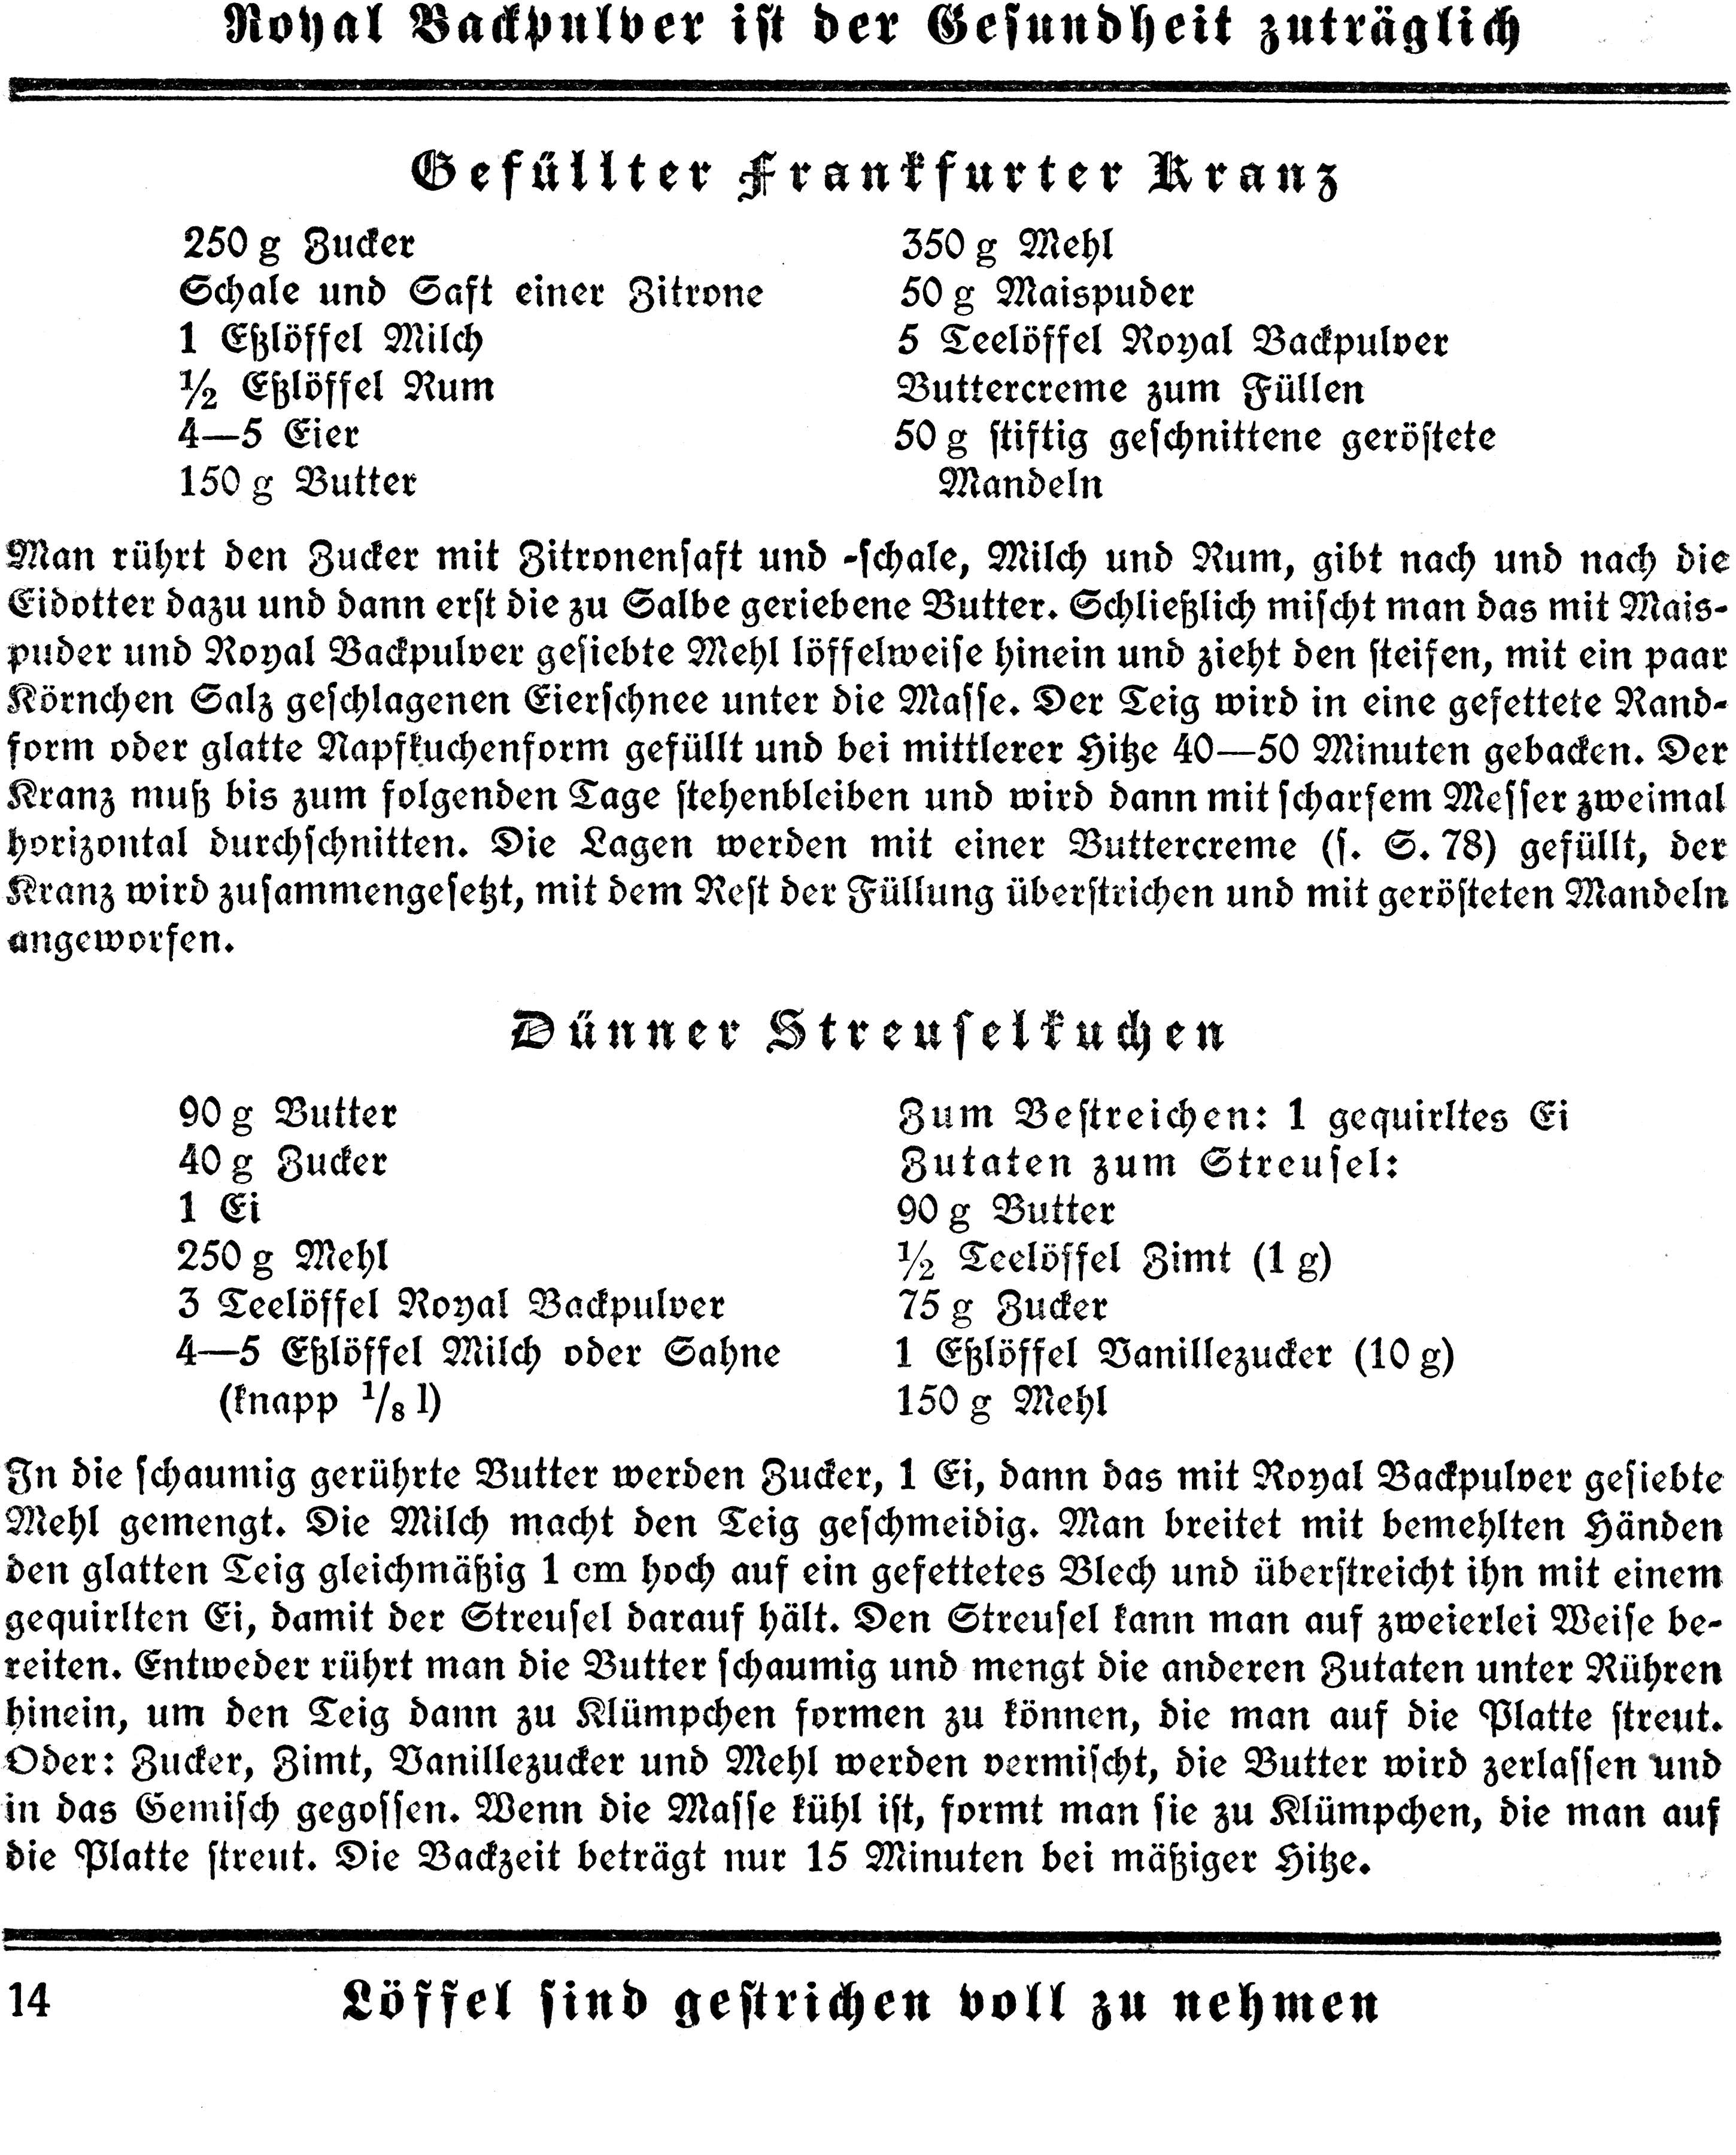 Royal Backpulver ist der Gesundheit zuträglich
Gefüllter Frankfurter Kranz
250 g Zucker
Schale und Saft einer Zitrone
1 Eßlöffel Milch
½ Eßlöffel Rum
4—5 Eier
150 g Butter
350 g Mehl
50 g Maispuder
5 Teelöffel Royal Backpulver
Buttercreme zum Füllen
50 g stiftig geschnittene geröstete
Mandeln
Man rührt den Zucker mit Zitronensaft und -schale, Milch und Rum, gibt nach und nach die
Eidotter dazu und dann erst die zu Salbe geriebene Butter. Schließlich mischt man das mit Mais-
puder und Royal Backpulver gesiebte Mehl löffelweise hinein und zieht den steifen, mit ein paar
Körnchen Salz geschlagenen Eierschnee unter die Masse. Der Teig wird in eine gefettete Rand-
form oder glatte Napfkuchenform gefüllt und bei mittlerer Hitze 40—50 Minuten gebacken. Der
Kranz muß bis zum folgenden Tage stehenbleiben und wird dann mit scharfem Messer zweimal
horizontal durchschnitten. Die Lagen werden mit einer Buttercreme (s. S. 78) gefüllt, der
Kranz wird zusammengesetzt, mit dem Rest der Füllung überstrichen und mit gerösteten Mandeln
angeworfen.
Dünner Streuselkuchen
90 g Butter
40 g Zucker
1 Ei
250 g Mehl
3 Teelöffel Royal Backpulver
4—5 Eßlöffel Milch oder Sahne
(knapp 1/8 l)
Zum Bestreichen: 1 gequirltes Ei
Zutaten zum Streusel:
90 g Butter
½ Teelöffel Zimt (1 g)
75 g Zucker
1 Eßlöffel Vanillezucker (10 g)
150 g Mehl
In die schaumig gerührte Butter werden Zucker, 1 Ei, dann das mit Royal Backpulver gesiebte
Mehl gemengt. Die Milch macht den Teig geschmeidig. Man breitet mit bemehlten Händen
den glatten Teig gleichmäßig 1 cm hoch auf ein gefettetes Blech und überstreicht ihn mit einem
gequirlten Ei, damit der Streusel darauf hält. Den Streusel kann man auf zweierlei Weise be-
reiten. Entweder rührt man die Butter schaumig und mengt die anderen Zutaten unter Rühren
hinein, um den Teig dann zu Klümpchen formen zu können, die man auf die Platte streut.
Oder: Zucker, Zimt, Vanillezucker und Mehl werden vermischt, die Butter wird zerlassen und
in das Gemisch gegossen. Wenn die Masse kühl ist, formt man sie zu Klümpchen, die man auf
die Platte streut. Die Backzeit beträgt nur 15 Minuten bei mäßiger Hitze.
14
Löffel sind gestrichen voll zu nehmen